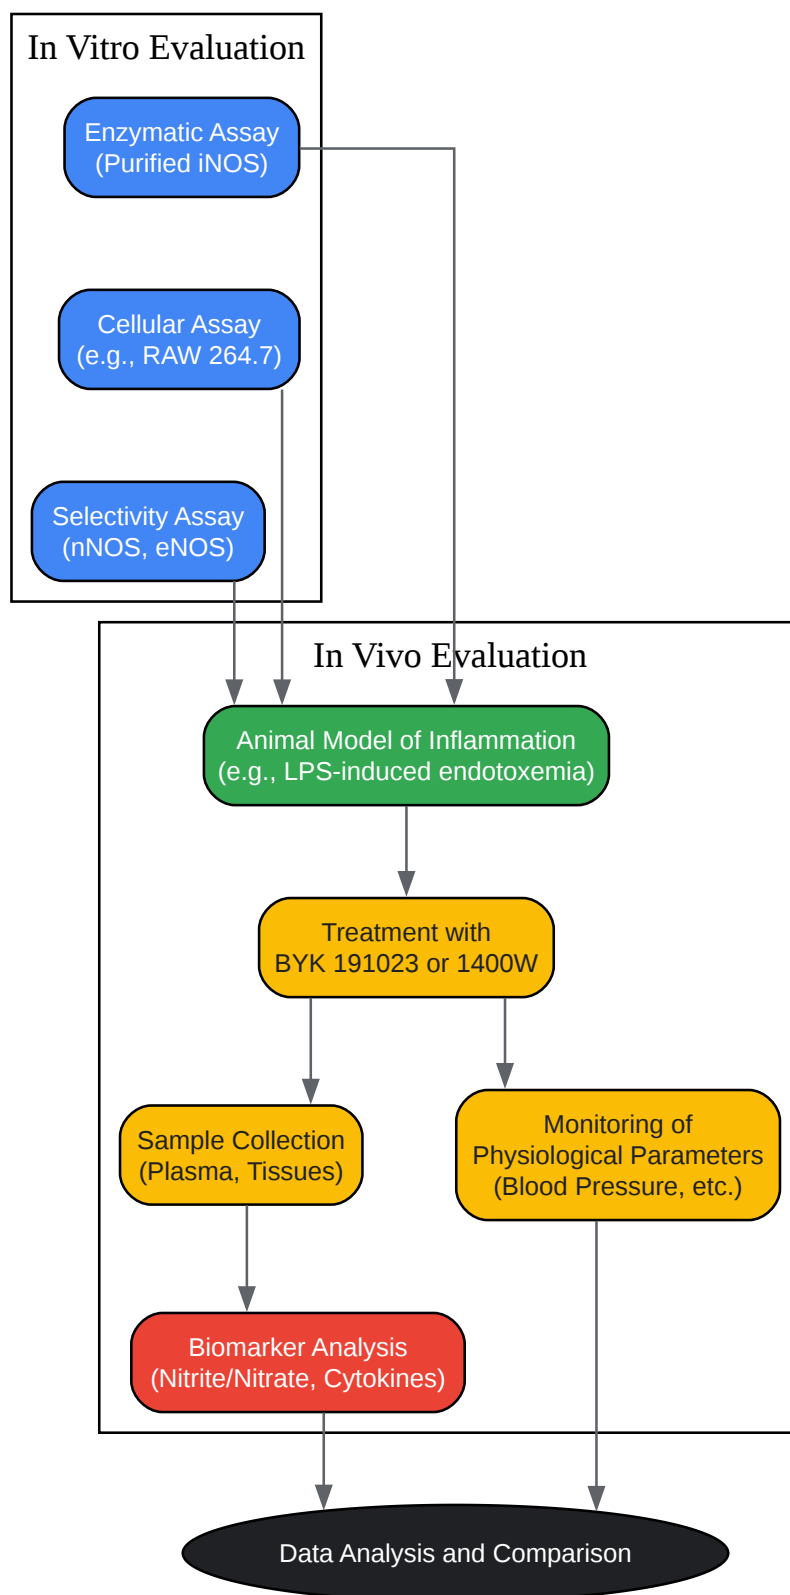 In Vitro Evaluation
Enzymatic Assay
(Purified iNOS)
Cellular Assay
(e.g., RAW 264.7)
Selectivity Assay
(nNOS, eNOS)
In Vivo Evaluation
Animal Model of Inflammation
(e.g., LPS-induced endotoxemia)
Treatment with
BYK 191023 or 1400W
Sample Collection
(Plasma, Tissues)
Monitoring of
Physiological Parameters
(Blood Pressure, etc.)
Biomarker Analysis
(Nitrite/Nitrate, Cytokines)
Data Analysis and Comparison